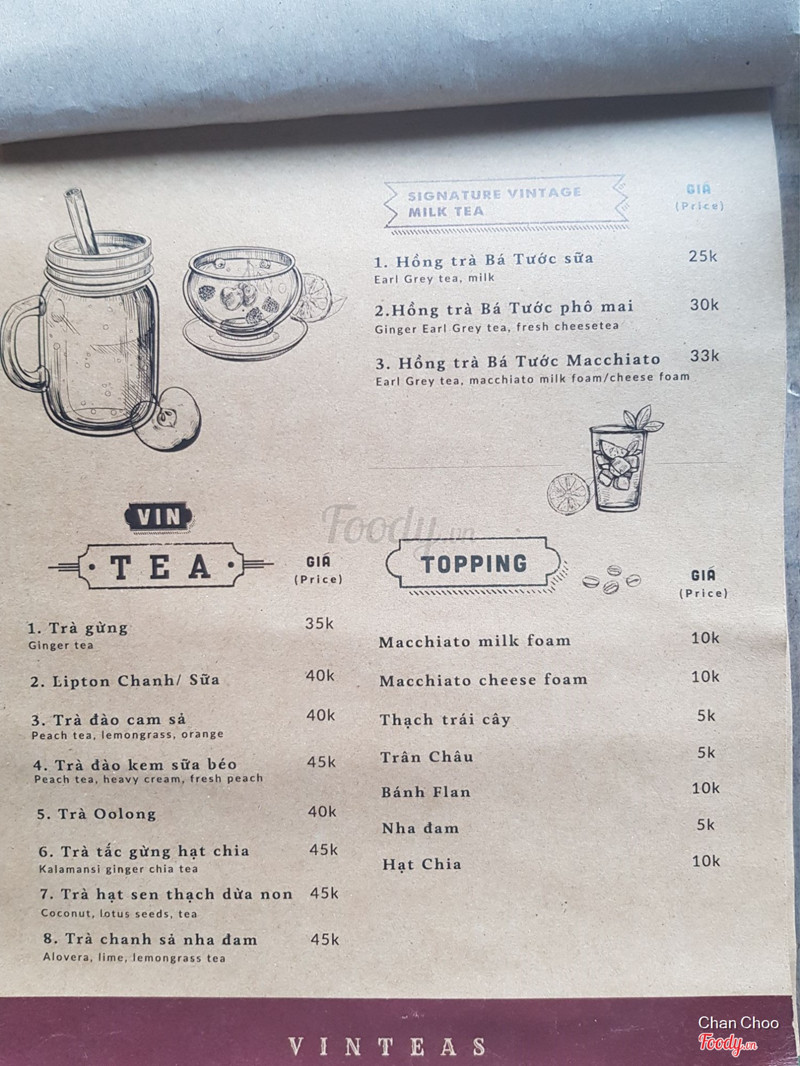 SIGNATURE VINTAGE
MILK TEA
GIÁ
(Price)
1. Hồng trà Bá Tước sữa 25k
Earl Grey tea, milk
2.Hồng trà Bá Tước phô mai 30k
Ginger Earl Grey tea, fresh cheesetea
3. Hồng trà Bá Tước Macchiato 33k
Earl Grey tea, macchiato milk foam/cheese foam
Foody.vn
VIN
TEA
GIÁ
(Price)
1. Trà gừng 35k
Ginger tea
2. Lipton Chanh/ Sữa 40k
3. Trà đào cam sả 40k
Peach tea, lemongrass, orange
4. Trà đào kem sữa béo 45k
Peach tea, heavy cream, fresh peach
5. Trà Oolong 40k
6. Trà tắc gừng hạt chia 45k
Kalamansi ginger chia tea
7. Trà hạt sen thạch dừa non 45k
Coconut, lotus seeds, tea
8. Trà chanh sả nha đam 45k
Alovera, lime, lemongrass tea
TOPPING
GIÁ
(Price)
Macchiato milk foam 10k
Macchiato cheese foam 10k
Thạch trái cây 5k
Trân Châu 5k
Bánh Flan 10k
Nha đam 5k
Hạt Chia 10k
VINTEAS
Chan Choo
Foody.vn